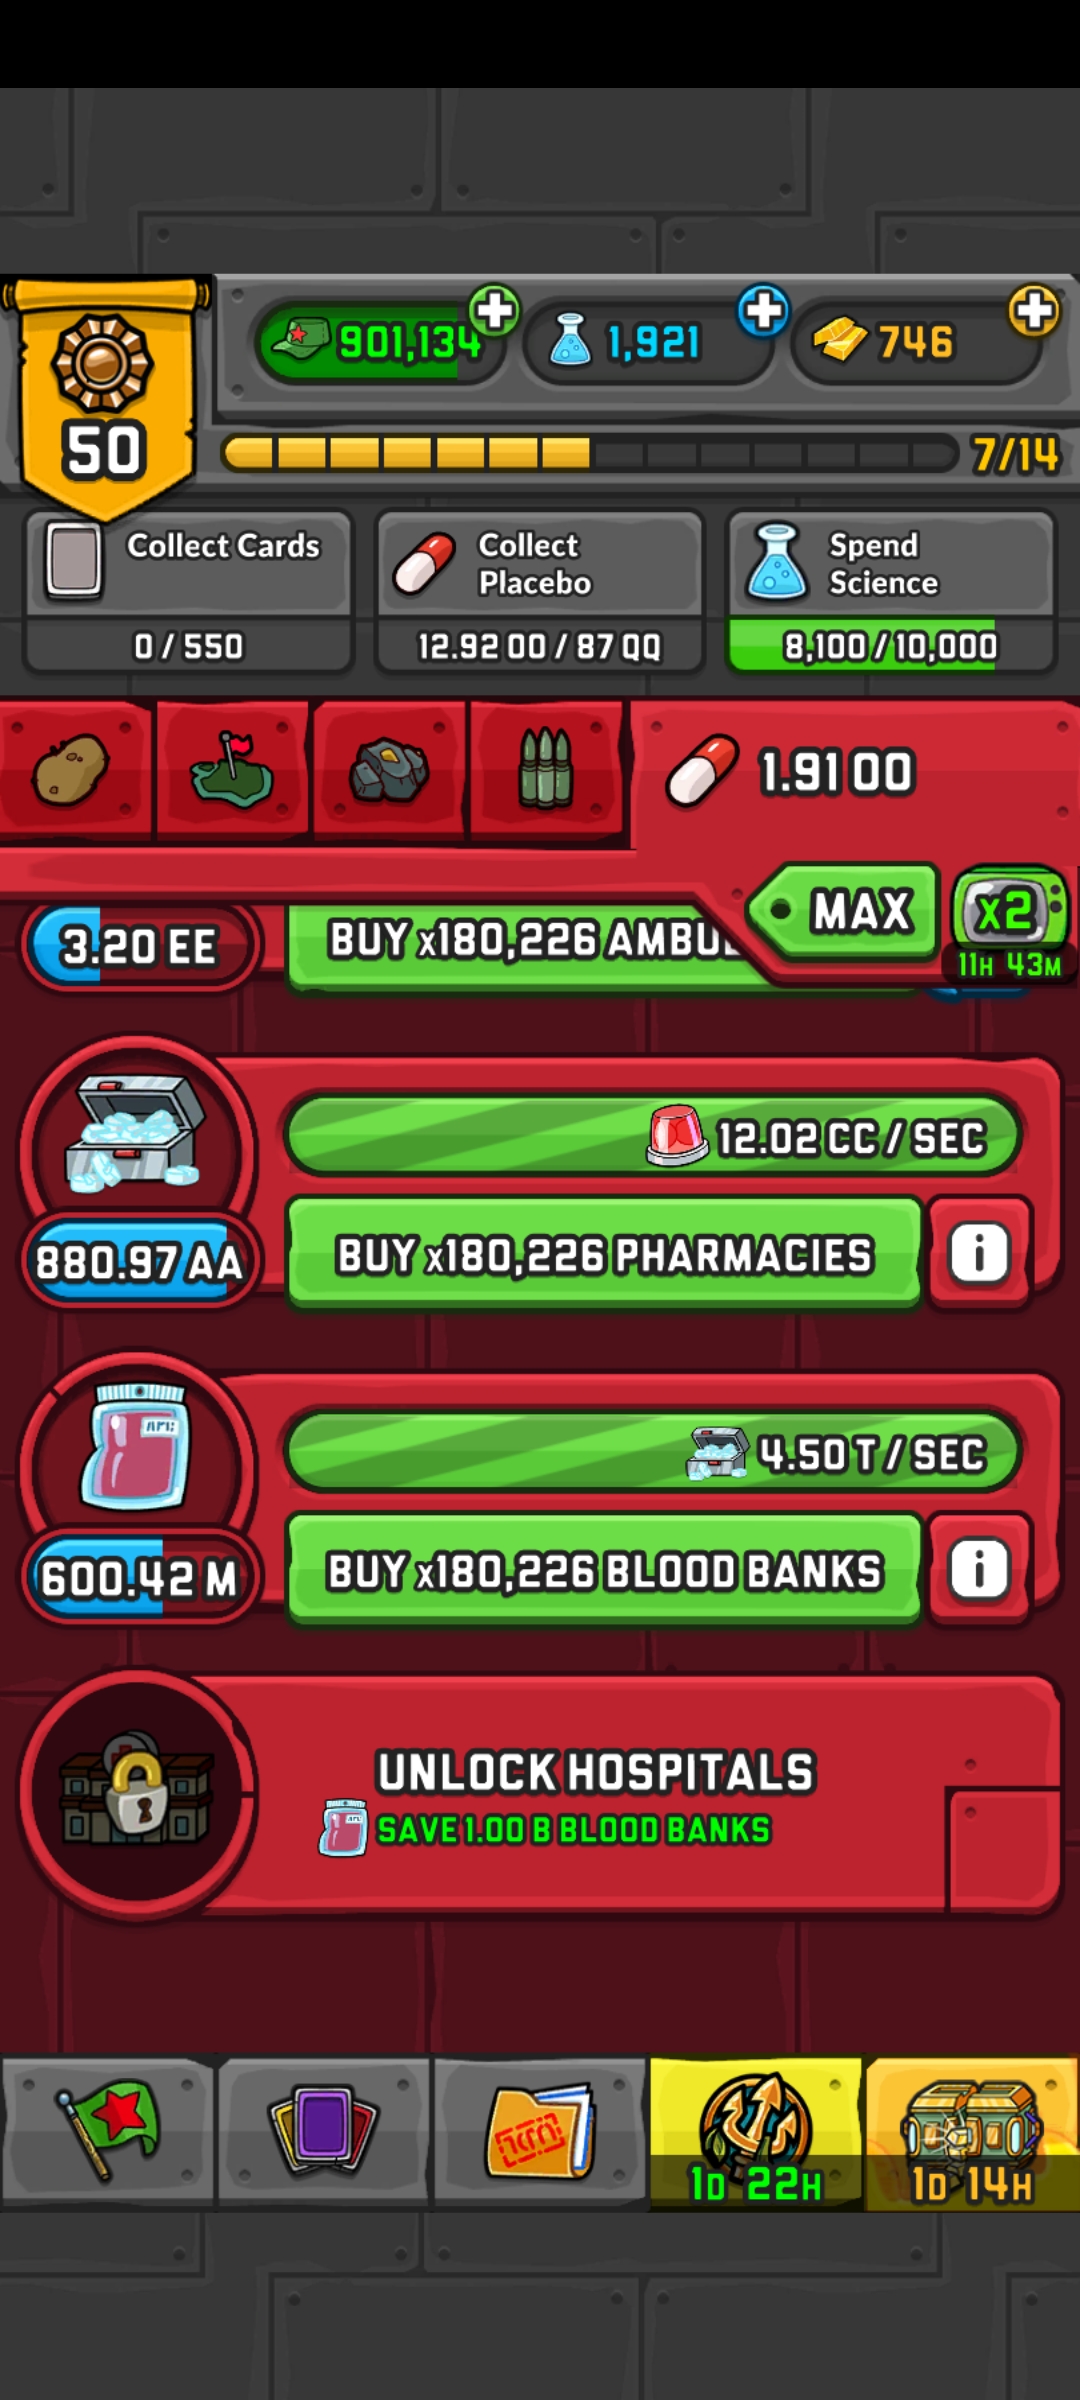 901,134
1,921
746
50
7/14
Collect Cards
0 / 550
Collect
Placebo
12.92 OO / 87 QQ
Spend
Science
8,100 / 10,000
1.91 OO
MAX
x2
11H 43M
3.20 EE
BUY x180,226 AMBU
12.02 CC / SEC
880.97 AA
BUY x180,226 PHARMACIES
i
4.50 T / SEC
600.42 M
BUY x180,226 BLOOD BANKS
i
UNLOCK HOSPITALS
SAVE 1.00 B BLOOD BANKS
1D 22H
1D 14H